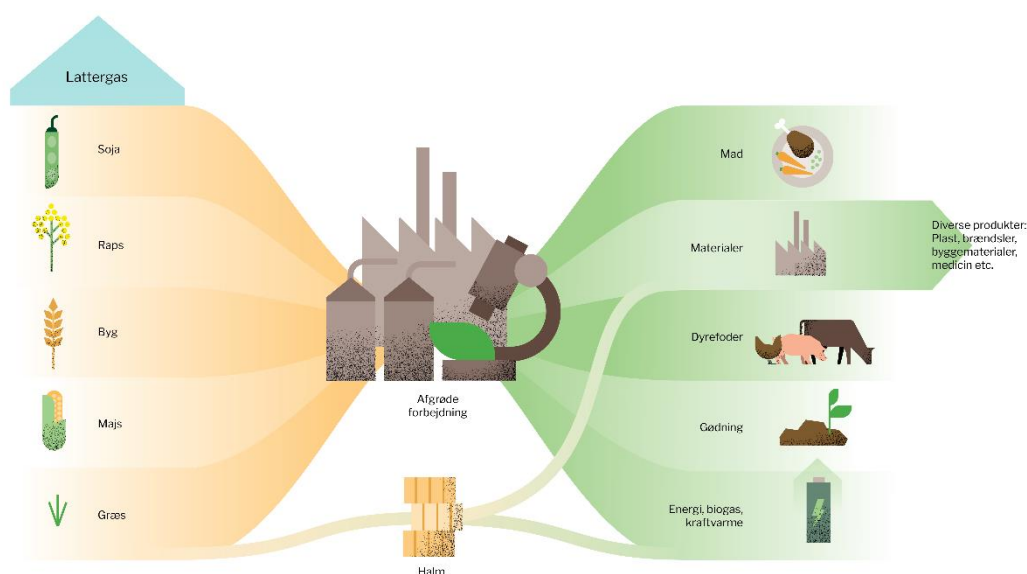 Lattergas
Soja
Raps
Byg
Majs
Græs
Afgrøde
forbejdning
Halm
Mad
Materialer
Dyrefoder
Gødning
Energi, biogas,
kraftvarme
Diverse produkter:
Plast, brændsler,
byggematerialer,
medicin etc.